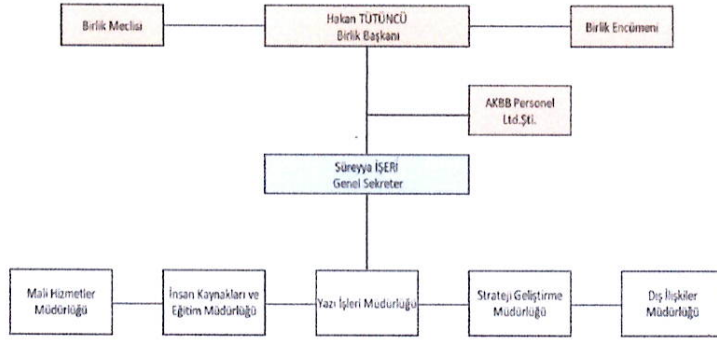 Birlik Meclisi
Hakan TÜTÜNCÜ
Birlik Başkanı
Birlik Encümeni
AKBB Personel
Ltd.Şti.
Süreyya İŞERİ
Genel Sekreter
Mali Hizmetler
Müdürlüğü
İnsan Kaynakları ve
Eğitim Müdürlüğü
Yazı İşleri Müdürlüğü
Strateji Geliştirme
Müdürlüğü
Dış İlişkiler
Müdürlüğü